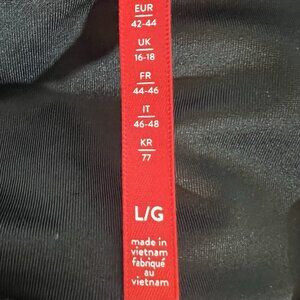 EUR
42-44
UK
16-18
FR
44-46
IT
46-48
KR
77
L/G
made in
vietnam
fabriqué
au
vietnam